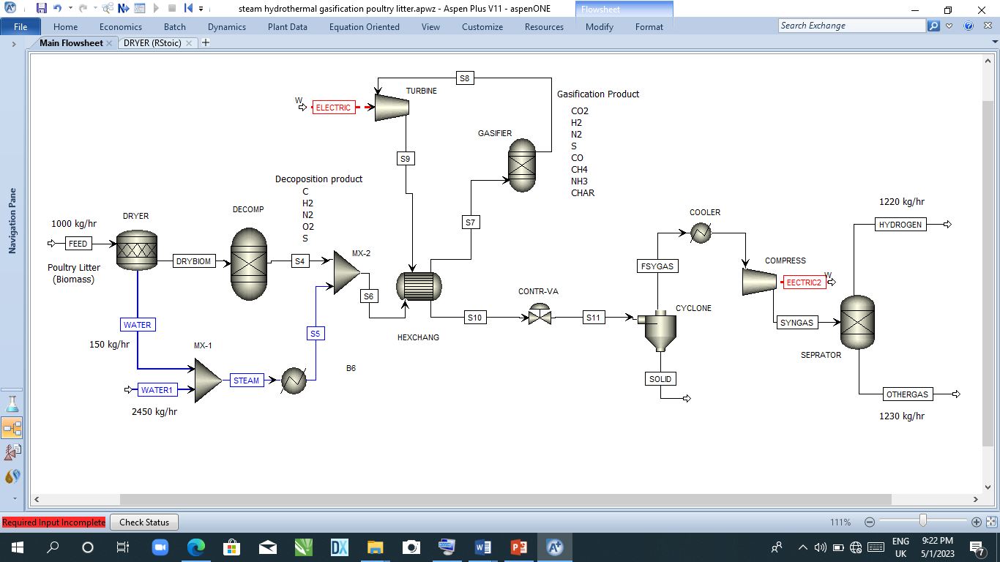 steam hydrothermal gasification poultry litter.apwz - Aspen Plus V11 - aspenONE
Flowsheet
File Home Economics Batch Dynamics Plant Data Equation Oriented View Customize Resources Modify Format Search Exchange
Main Flowsheet DRYER (RStoic)
Navigation Pane
S8
TURBINE
W
ELECTRIC
Gasification Product
CO2
H2
N2
S
CO
CH4
NH3
CHAR
GASIFIER
S9
Decoposition product
C
H2
N2
O2
S
DECOMP
DRYER
1000 kg/hr
FEED
Poultry Litter
(Biomass)
DRYBIOM
S4
MX-2
S6
S7
HEXCHANG
S10
CONTR-VA
S11
COOLER
FSYGAS
CYCLONE
SOLID
COMPRESS
W
EECTRIC2
SYNGAS
SEPRATOR
1220 kg/hr
HYDROGEN
OTHERGAS
1230 kg/hr
WATER
150 kg/hr
MX-1
S5
B6
STEAM
WATER1
2450 kg/hr
Required Input Incomplete Check Status 111%
DX
ENG
UK
9:22 PM
5/1/2023
7